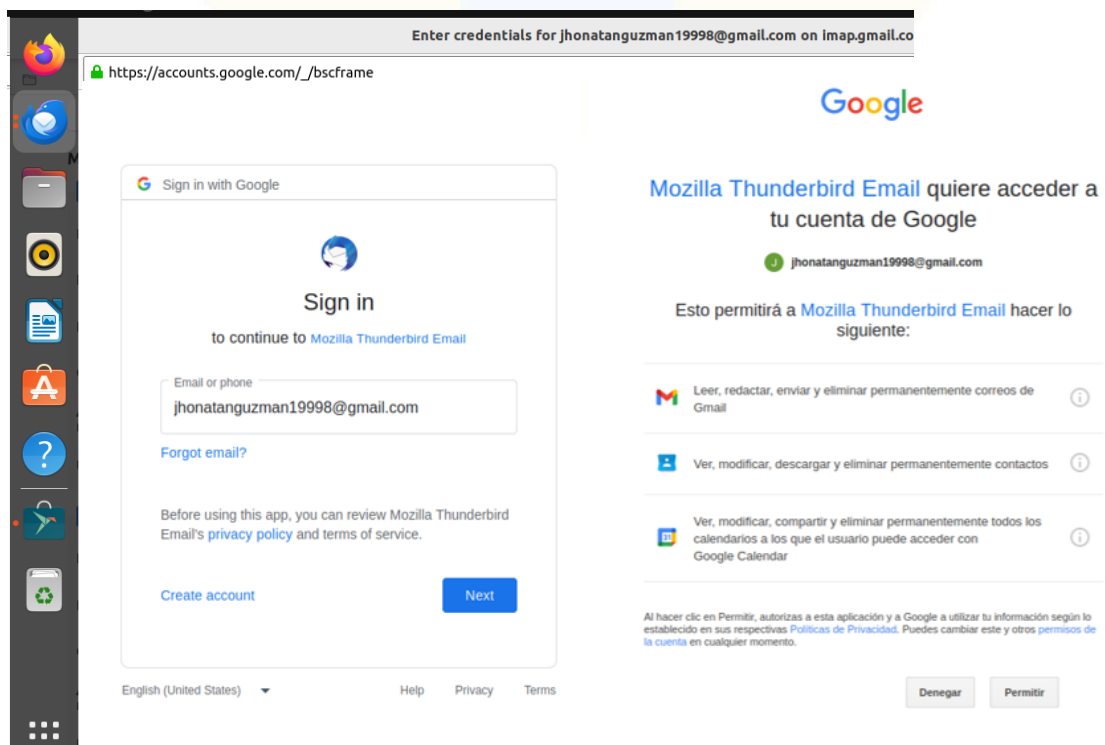 Enter credentials for jhonatanguzman19998@gmail.com on imap.gmail.co
https://accounts.google.com/_/bscframe
Sign in with Google
Sign in
to continue to Mozilla Thunderbird Email
Email or phone
jhonatanguzman19998@gmail.com
Forgot email?
Before using this app, you can review Mozilla Thunderbird
Email's privacy policy and terms of service.
Create account
Next
English (United States)
Help
Privacy
Terms
Google
Mozilla Thunderbird Email quiere acceder a
tu cuenta de Google
J
jhonatanguzman19998@gmail.com
Esto permitirá a Mozilla Thunderbird Email hacer lo
siguiente:
Leer, redactar, enviar y eliminar permanentemente correos de
Gmail
Ver, modificar, descargar y eliminar permanentemente contactos
31
Ver, modificar, compartir y eliminar permanentemente todos los
calendarios a los que el usuario puede acceder con
Google Calendar
Al hacer clic en Permitir, autorizas a esta aplicación y a Google a utilizar tu información según lo
establecido en sus respectivas Políticas de Privacidad. Puedes cambiar este y otros permisos de
la cuenta en cualquier momento.
Denegar
Permitir